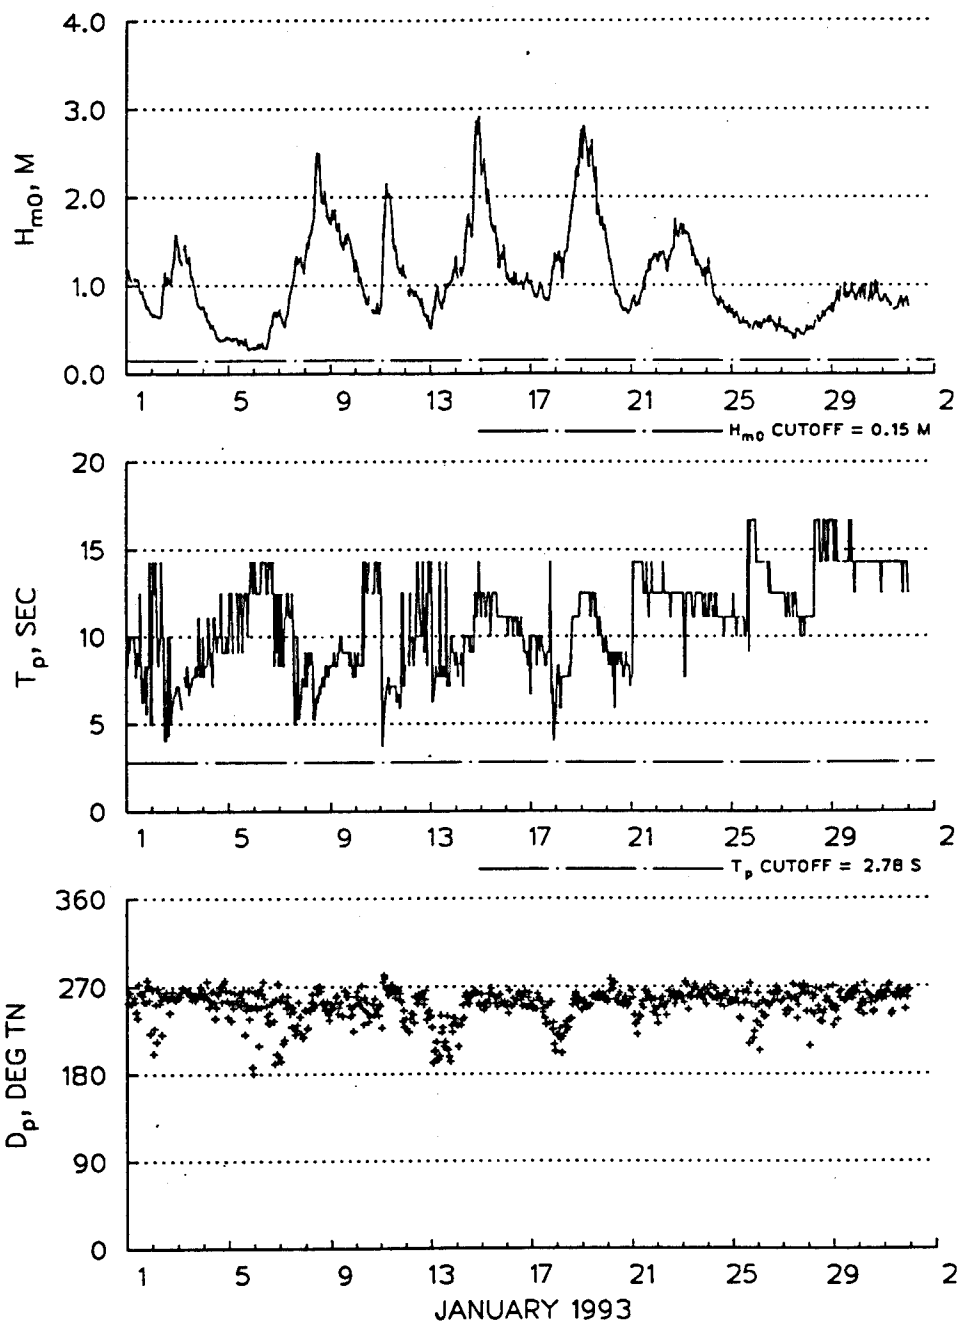 4.0
3.0
2.0
1.0
0.0
Hm0, M
1 5 9 13 17 21 25 29 2
Hm0 CUTOFF = 0.15 M
20
15
10
5
0
Tp, SEC
1 5 9 13 17 21 25 29 2
Tp CUTOFF = 2.78 S
360
270
180
90
0
Dp, DEG TN
1 5 9 13 17 21 25 29 2
JANUARY 1993